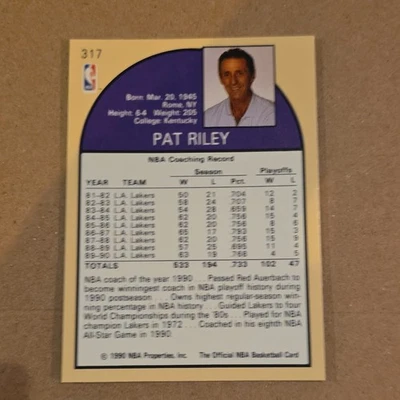 317
NBA
Born: Mar. 20, 1945
Rome, NY
Height: 6-4 Weight: 205
College: Kentucky
PAT RILEY
NBA Coaching Record
Season Playoffs
YEAR TEAM W L Pct. W L
81-82 L.A. Lakers 50 21 .704 12 2
82-83 L.A. Lakers 58 24 .707 8 7
83-84 L.A. Lakers 54 28 .659 14 7
84-85 L.A. Lakers 62 20 .756 15 4
85-86 L.A. Lakers 62 20 .756 8 6
86-87 L.A. Lakers 65 17 .793 15 3
87-88 L.A. Lakers 62 20 .756 15 9
88-89 L.A. Lakers 57 25 .695 11 4
89-90 L.A. Lakers 63 19 .768 4 5
TOTALS 533 194 .733 102 47
NBA coach of the year 1990 . . . Passed Red Auerbach to
become winningest coach in NBA playoff history during
1990 postseason . . . Owns highest regular-season win-
ning percentage in NBA history . . . Guided Lakers to four
World Championships during the '80s . . . Played for NBA
champion Lakers in 1972 . . . Coached in his eighth NBA
All-Star Game in 1990.
© 1990 NBA Properties, Inc. The Official NBA Basketball Card